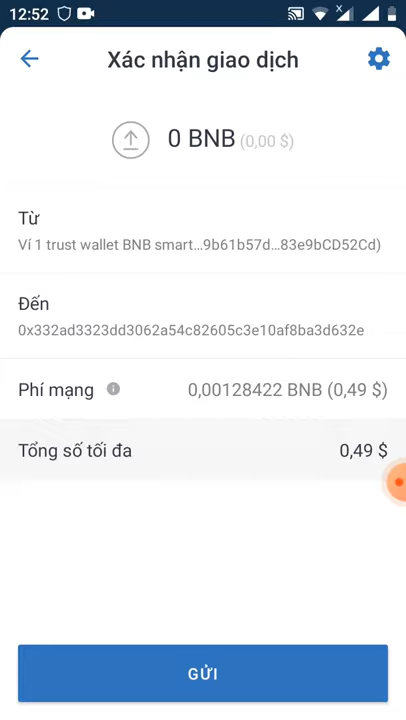 12:52
Xác nhận giao dịch
0 BNB (0,00 $)
Từ
Ví 1 trust wallet BNB smart...9b61b57d...83e9bCD52Cd)
Đến
0x332ad3323dd3062a54c82605c3e10af8ba3d632e
Phí mạng 0,00128422 BNB (0,49 $)
Tổng số tối đa 0,49 $
GỬI